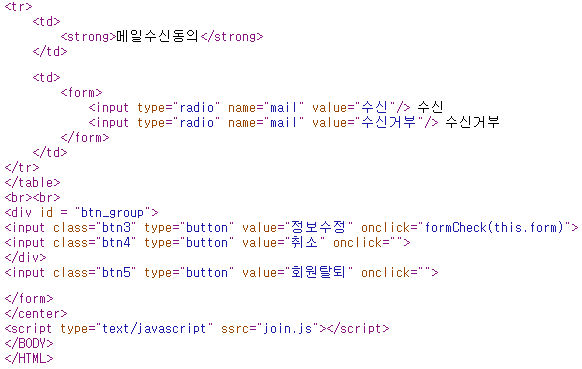 <tr>
<td>
<strong>메일수신동의</strong>
</td>
<td>
<form>
<input type="radio" name="mail" value="수신"/> 수신
<input type="radio" name="mail" value="수신거부"/> 수신거부
</form>
</td>
</tr>
</table>
<br><br>
<div id = "btn_group">
<input class="btn3" type="button" value="정보수정" onclick="formCheck(this.form)">
<input class="btn4" type="button" value="취소" onclick="">
</div>
<input class="btn5" type="button" value="회원탈퇴" onclick="">
</form>
</center>
<script type="text/javascript" ssrc="join.js"></script>
</BODY>
</HTML>